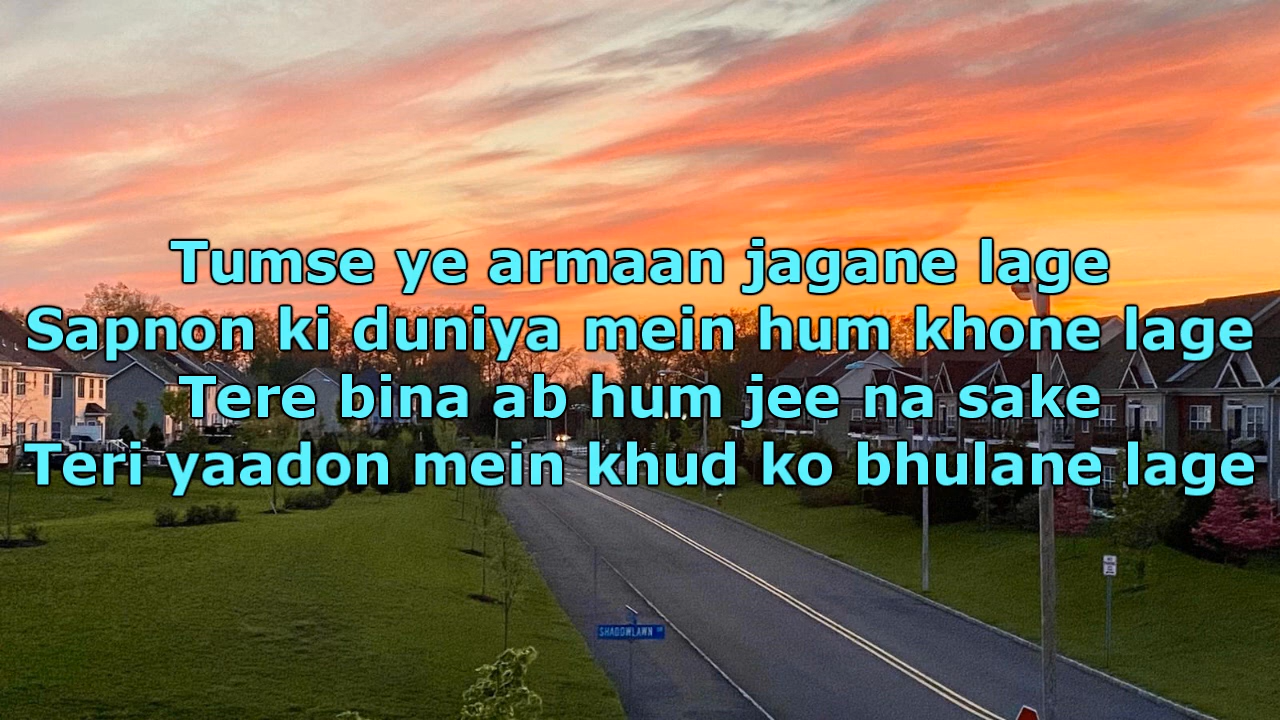 Tumse ye armaan jagane lage
Sapnon ki duniya mein hum khone lage
Tere bina ab hum jee na sake
Teri yaadon mein khud ko bhulane lage
SHADOWLAWN DR